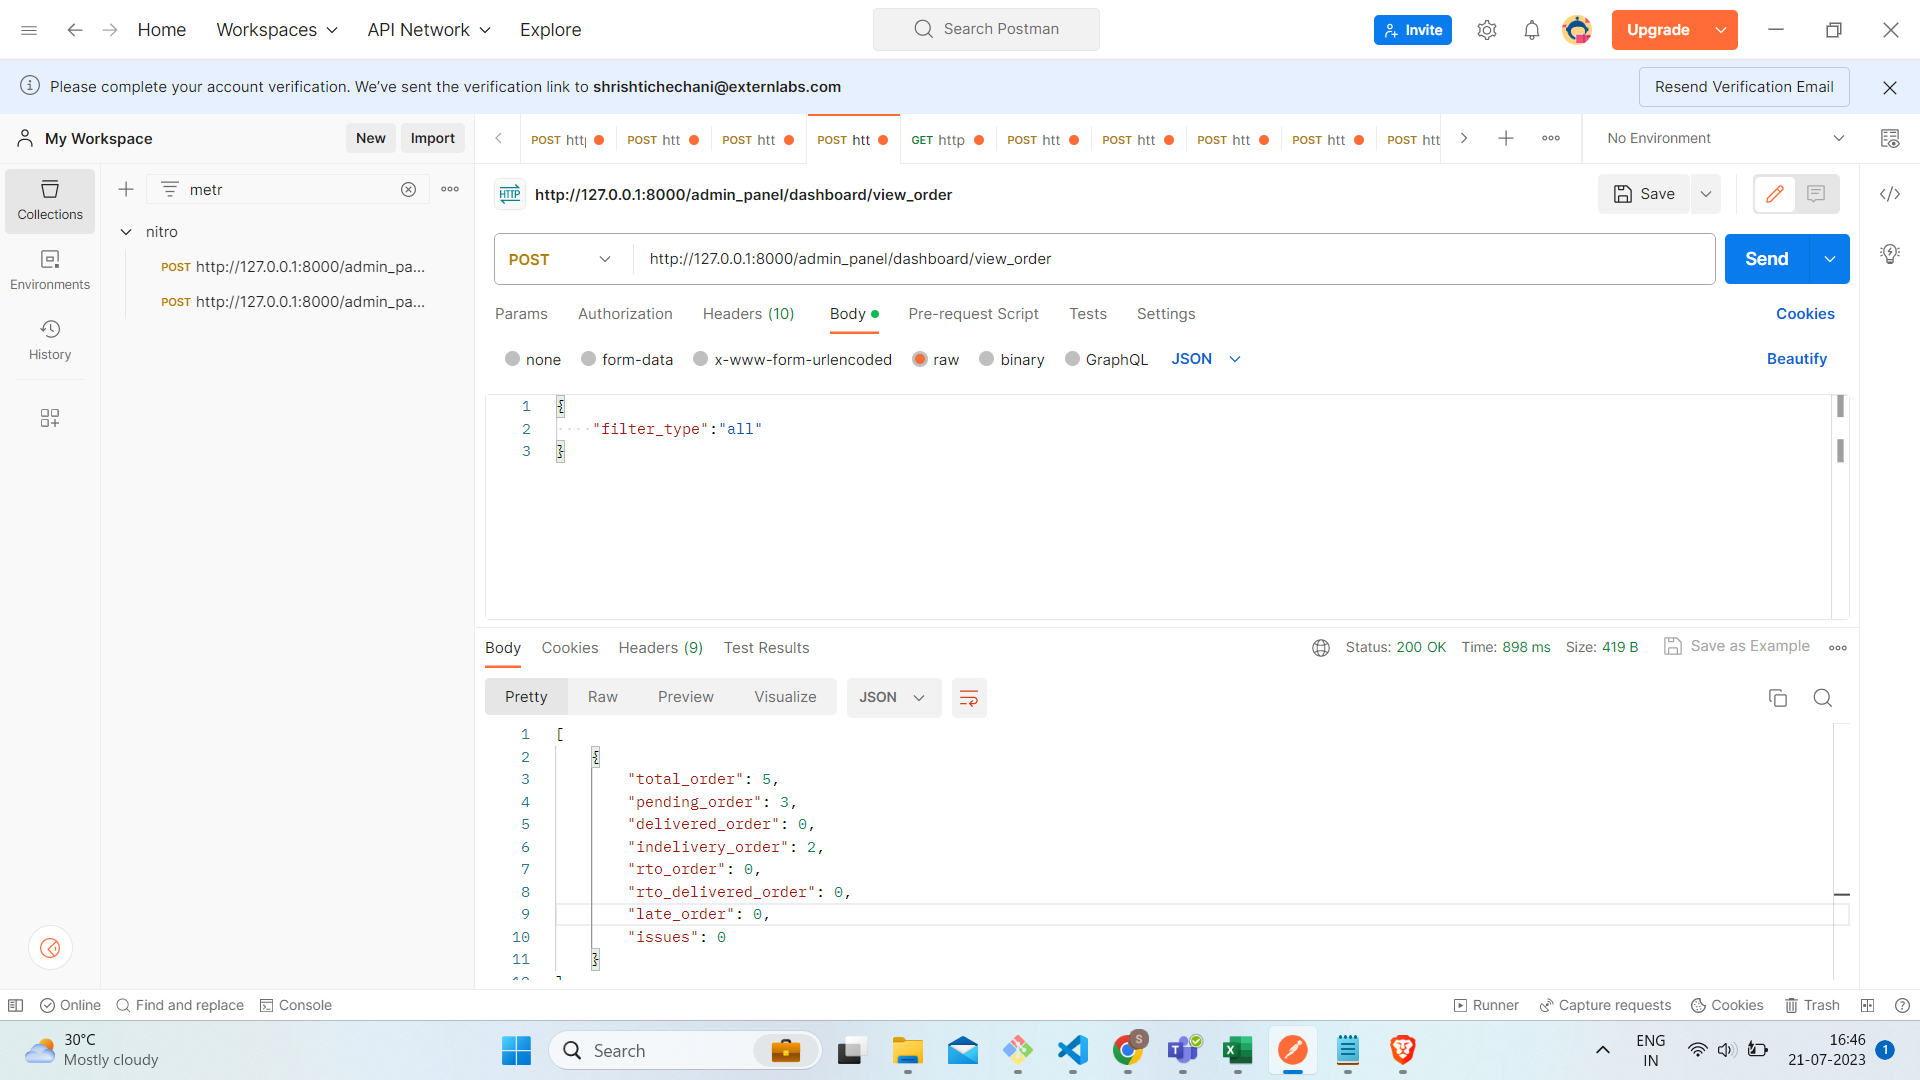 Home Workspaces API Network Explore Search Postman Invite Upgrade
Please complete your account verification. We've sent the verification link to shrishtichechani@externlabs.com Resend Verification Email
My Workspace New Import POST htt POST htt POST htt POST htt GET http POST htt POST htt POST htt POST htt POST htt No Environment
metr
Collections
nitro
POST http://127.0.0.1:8000/admin_pa...
POST http://127.0.0.1:8000/admin_pa...
Environments
History
HTTP http://127.0.0.1:8000/admin_panel/dashboard/view_order Save
POST http://127.0.0.1:8000/admin_panel/dashboard/view_order Send
Params Authorization Headers (10) Body Pre-request Script Tests Settings Cookies
none form-data x-www-form-urlencoded raw binary GraphQL JSON Beautify
1 {
2 ····"filter_type":"all"
3 }
Body Cookies Headers (9) Test Results Status: 200 OK Time: 898 ms Size: 419 B Save as Example
Pretty Raw Preview Visualize JSON
1 [
2 {
3 "total_order": 5,
4 "pending_order": 3,
5 "delivered_order": 0,
6 "indelivery_order": 2,
7 "rto_order": 0,
8 "rto_delivered_order": 0,
9 "late_order": 0,
10 "issues": 0
11 }
Online Find and replace Console Runner Capture requests Cookies Trash
30°C
Mostly cloudy
Search
S
ENG
IN
16:46
21-07-2023
1